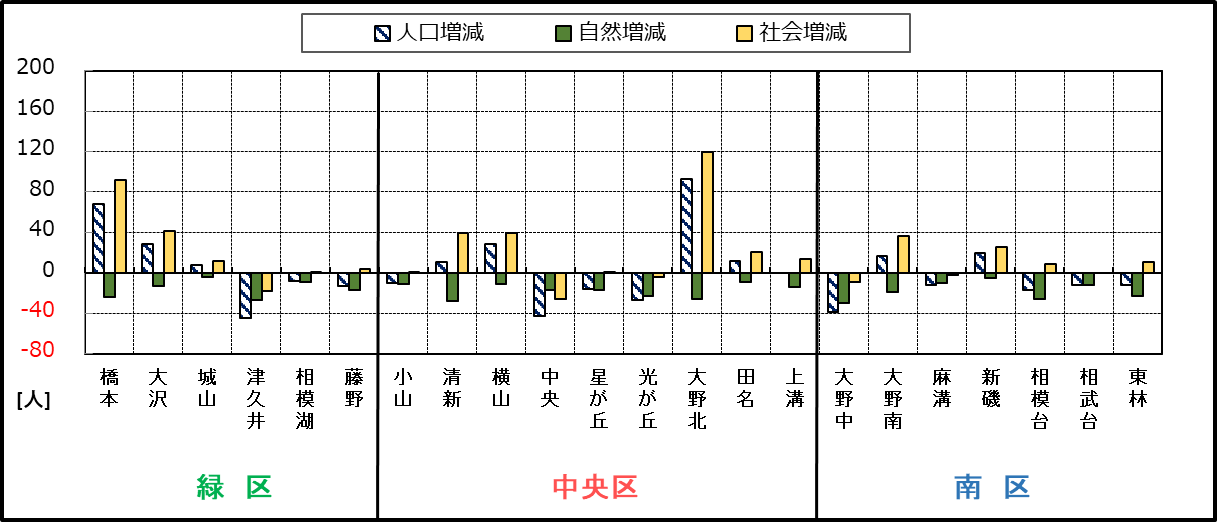 人口増減 自然増減 社会増減
200
160
120
80
40
0
-40
-80
[人]
橋本 大沢 城山 津久井 相模湖 藤野 小山 清新 横山 中央 星が丘 光が丘 大野北 田名 上溝 大野中 大野南 麻溝 新磯 相模台 相武台 東林
緑 区 中央区 南 区